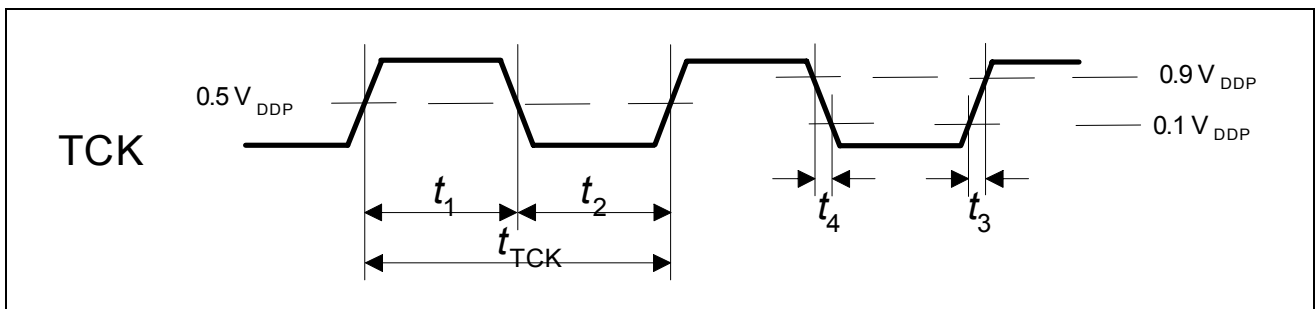 0.9 V DDP
0.5 V DDP
0.1 V DDP
TCK
t1
t2
t4
t3
tTCK